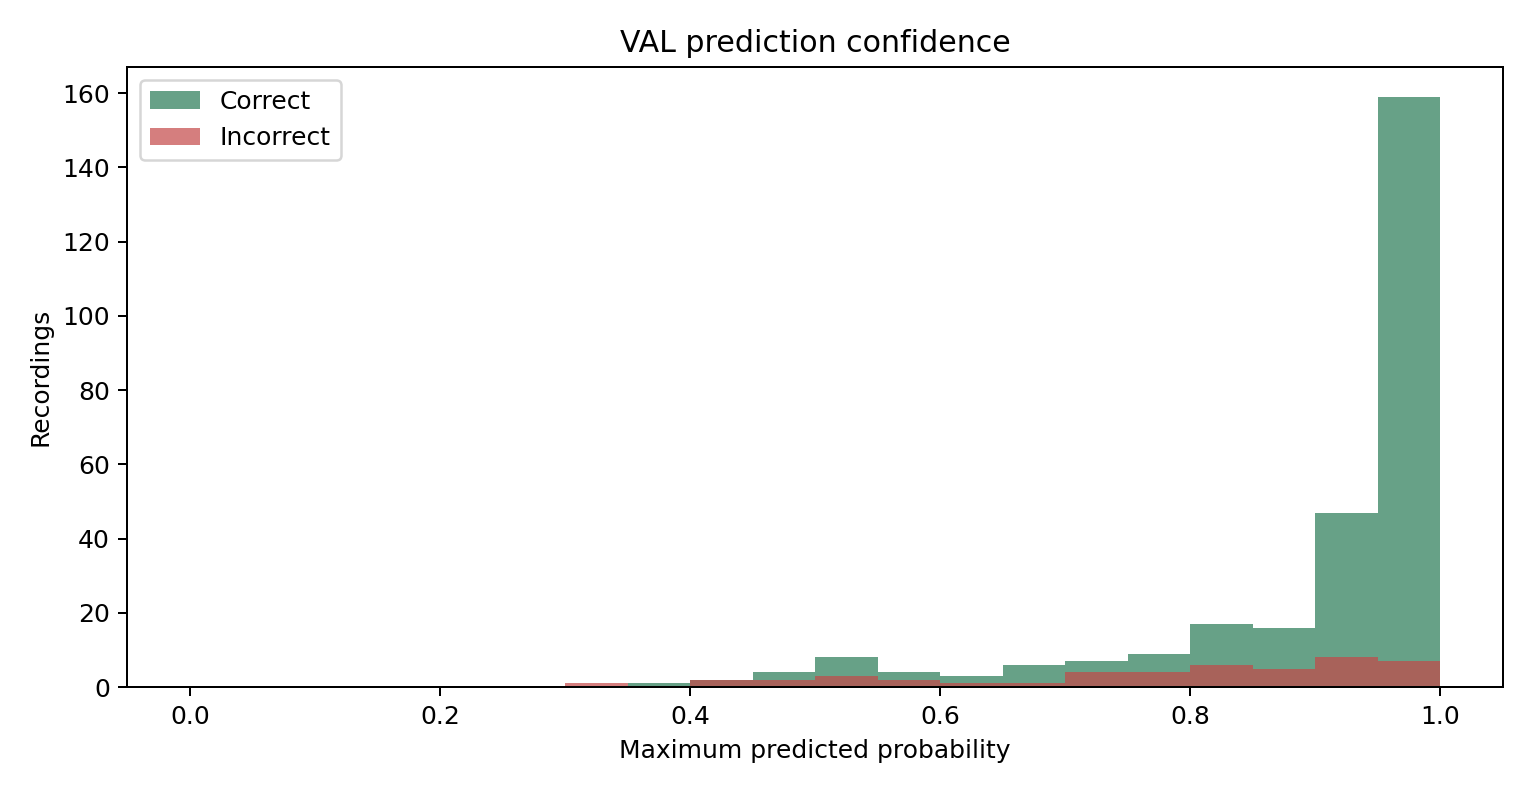 VAL prediction confidence
Correct
Incorrect
160
140
120
100
80
60
40
20
0
Recordings
0.0 0.2 0.4 0.6 0.8 1.0
Maximum predicted probability